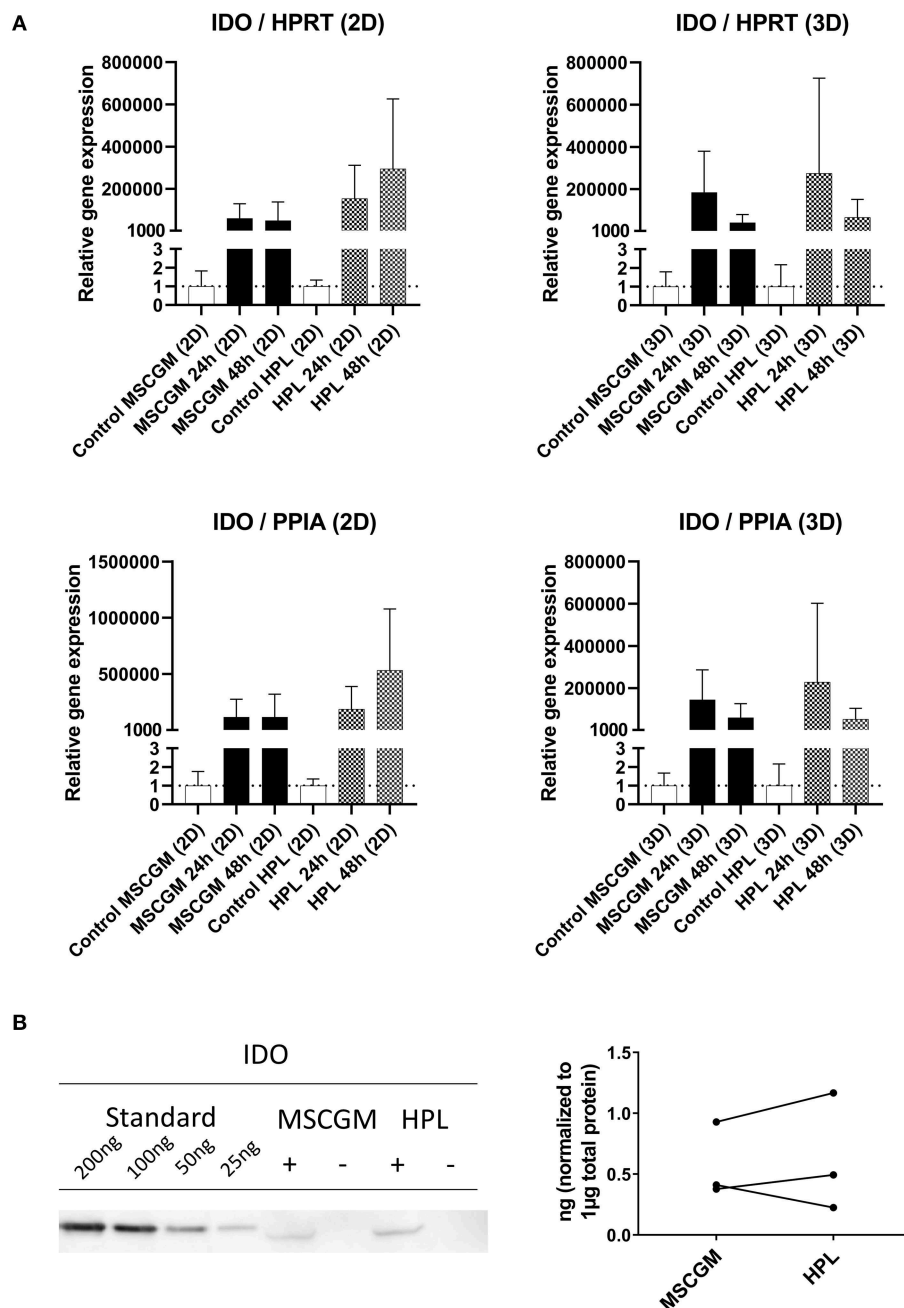 A
IDO / HPRT (2D)
Relative gene expression
800000
600000
400000
200000
1000
3
2
1
0
Control MSCGM (2D)
MSCGM 24h (2D)
MSCGM 48h (2D)
Control HPL (2D)
HPL 24h (2D)
HPL 48h (2D)
IDO / HPRT (3D)
Relative gene expression
800000
600000
400000
200000
1000
3
2
1
0
Control MSCGM (3D)
MSCGM 24h (3D)
MSCGM 48h (3D)
Control HPL (3D)
HPL 24h (3D)
HPL 48h (3D)
IDO / PPIA (2D)
Relative gene expression
1500000
1000000
500000
1000
3
2
1
0
Control MSCGM (2D)
MSCGM 24h (2D)
MSCGM 48h (2D)
Control HPL (2D)
HPL 24h (2D)
HPL 48h (2D)
IDO / PPIA (3D)
Relative gene expression
800000
600000
400000
200000
1000
3
2
1
0
Control MSCGM (3D)
MSCGM 24h (3D)
MSCGM 48h (3D)
Control HPL (3D)
HPL 24h (3D)
HPL 48h (3D)
B
IDO
Standard MSCGM HPL
200ng 100ng 50ng 25ng + - + -
ng (normalized to
1µg total protein)
1.5
1.0
0.5
0.0
MSCGM
HPL